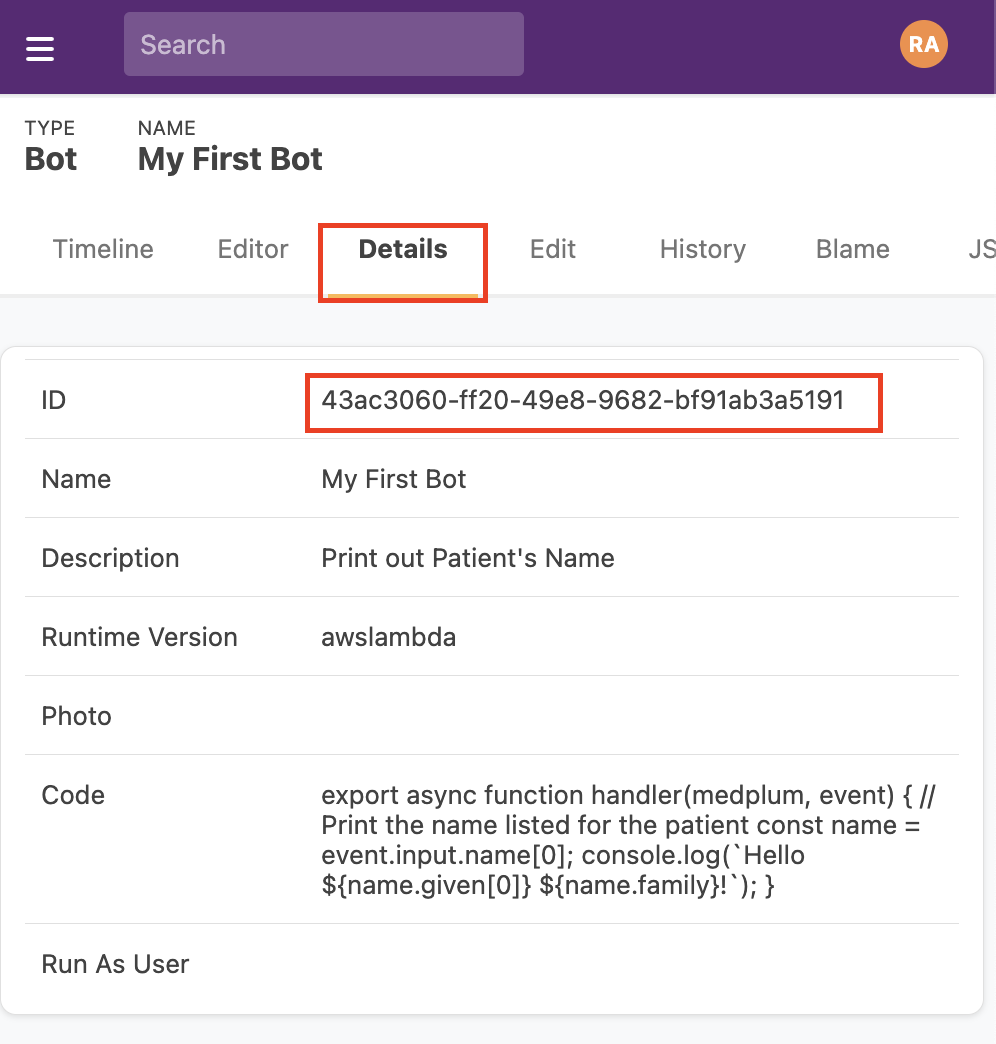 Search
RA
TYPE NAME
Bot My First Bot
Timeline Editor Details Edit History Blame JS
ID 43ac3060-ff20-49e8-9682-bf91ab3a5191
Name My First Bot
Description Print out Patient's Name
Runtime Version awslambda
Photo
Code export async function handler(medplum, event) { //
Print the name listed for the patient const name =
event.input.name[0]; console.log(`Hello
${name.given[0]} ${name.family}!`); }
Run As User